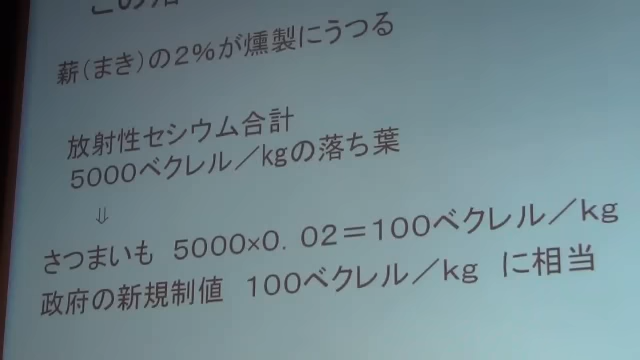 この
薪(まき)の2%が燻製にうつる
放射性セシウム合計
5000ベクレル/kgの落ち葉
⇓
さつまいも 5000×0.02=100ベクレル/kg
政府の新規制値 100ベクレル/kg に相当